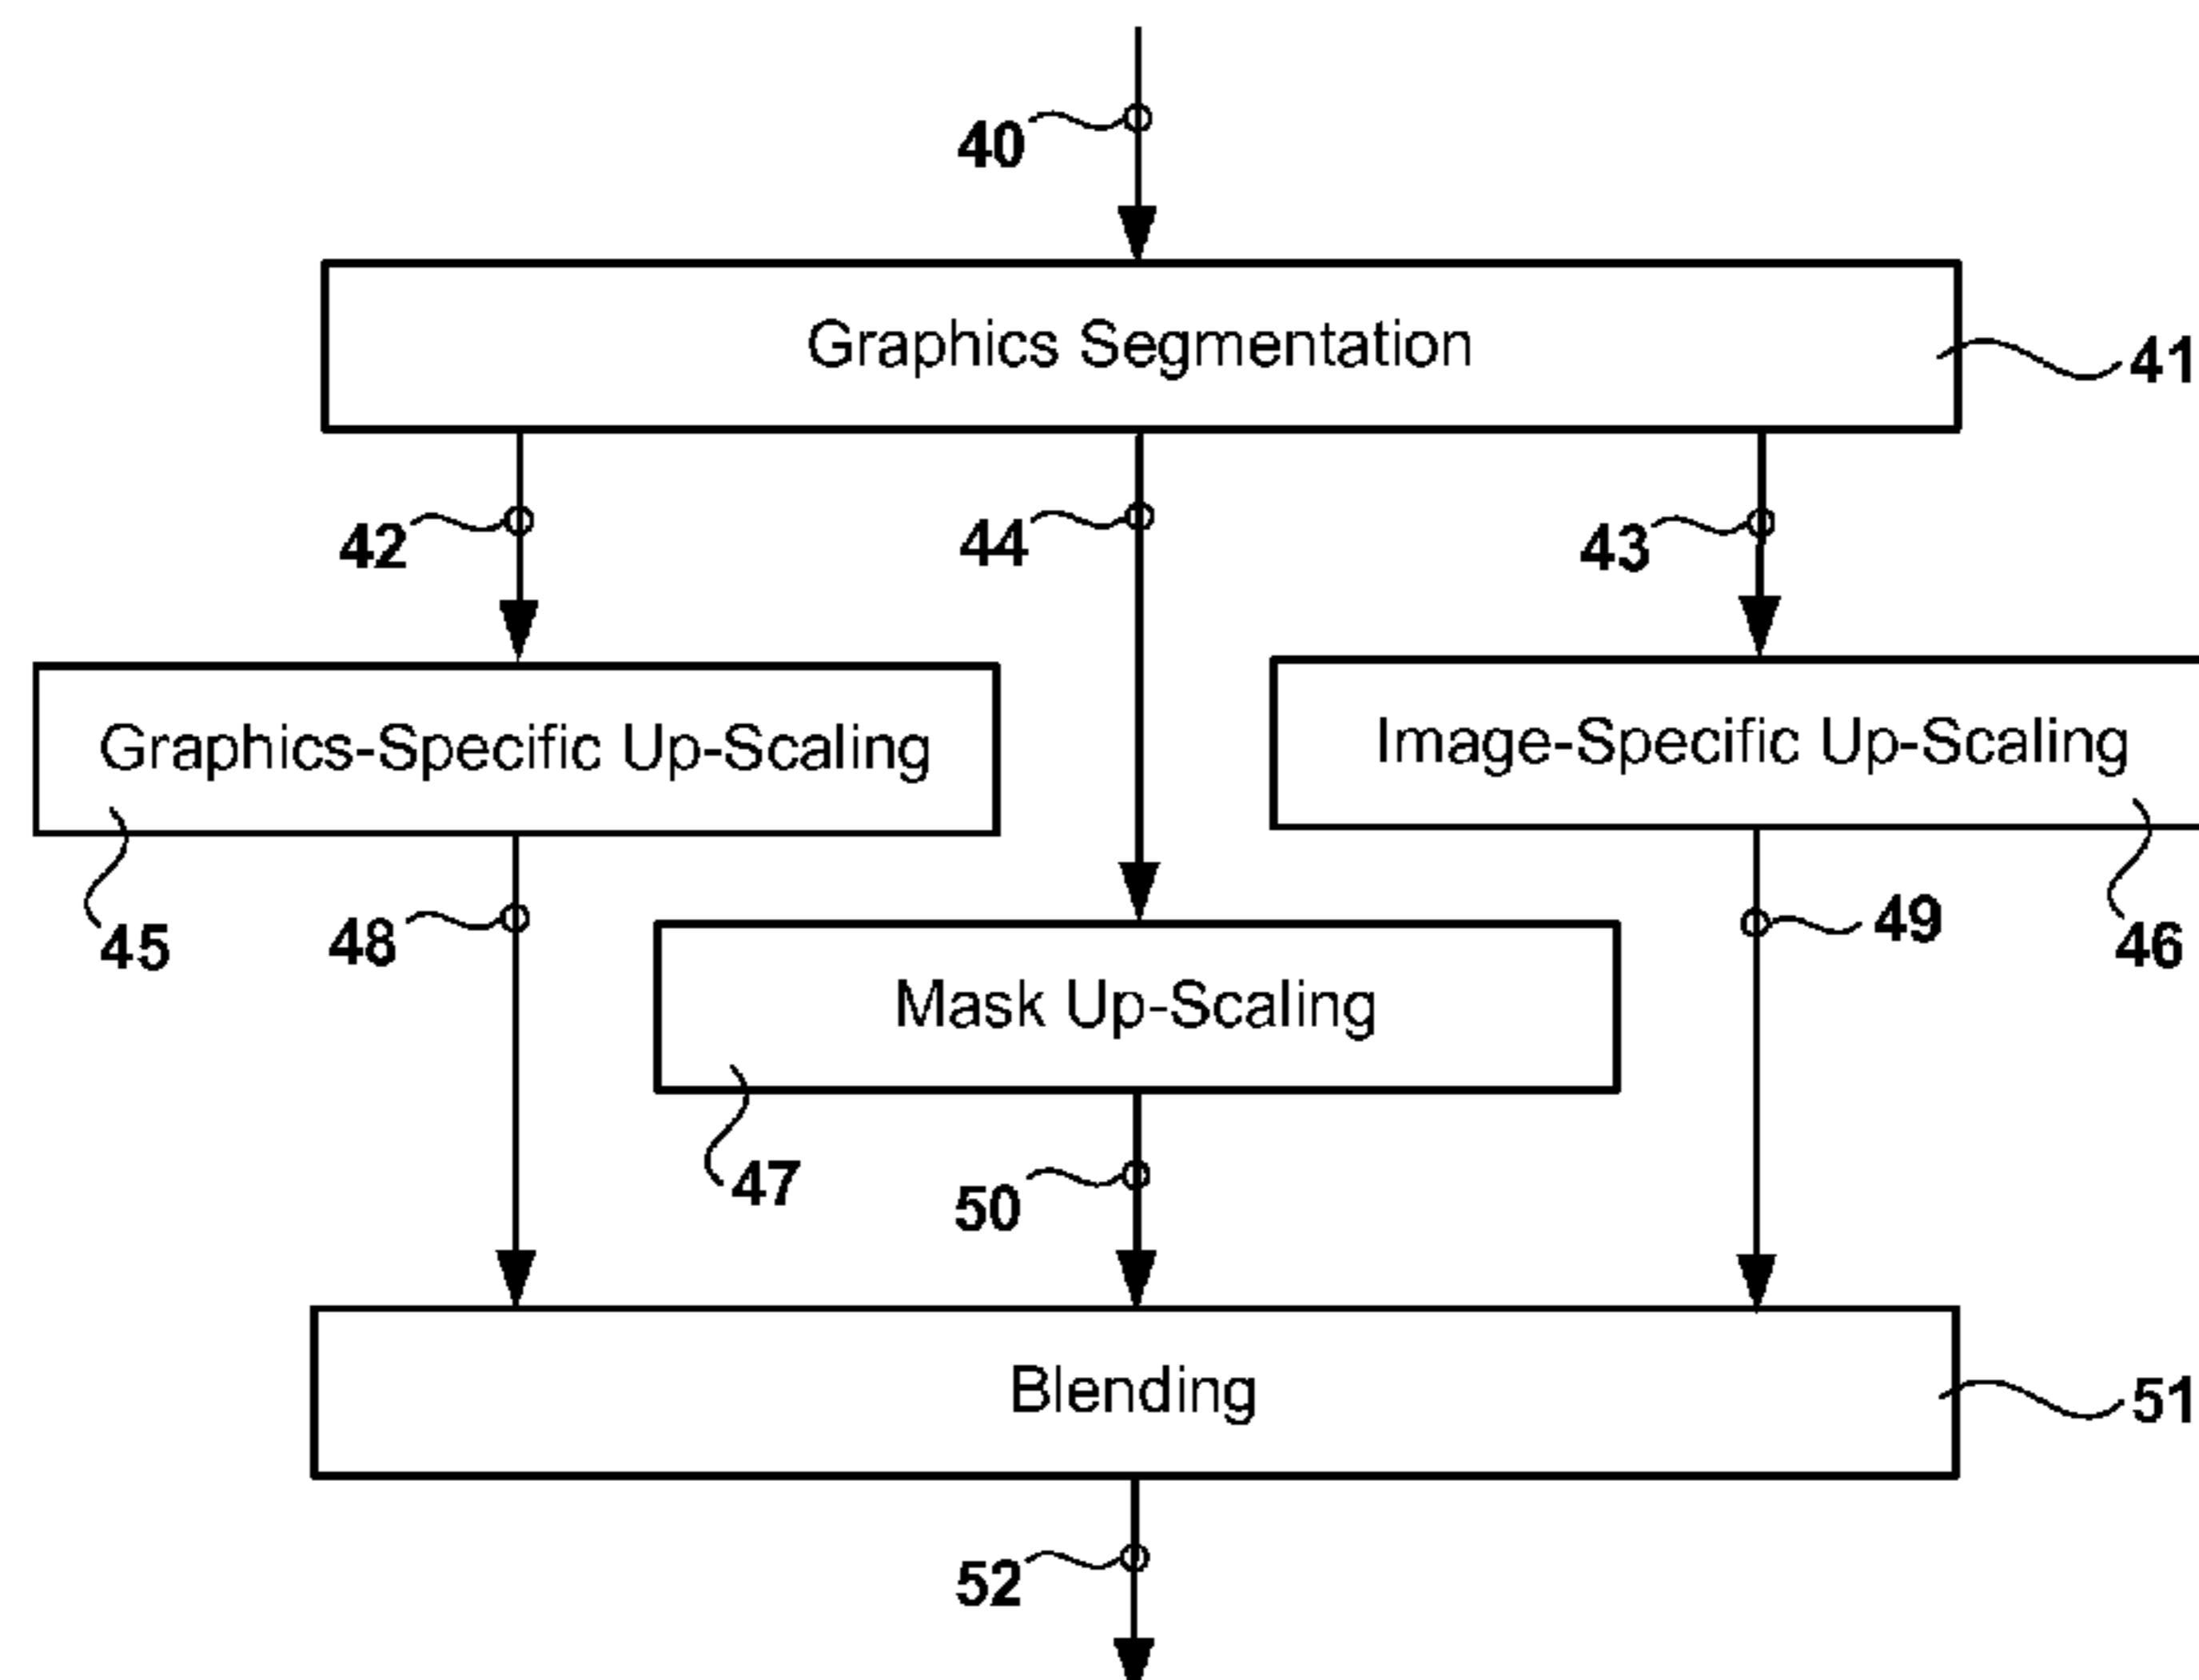 40
Graphics Segmentation
41
42
44
43
Graphics-Specific Up-Scaling
Image-Specific Up-Scaling
45
48
49
46
Mask Up-Scaling
47
50
Blending
51
52